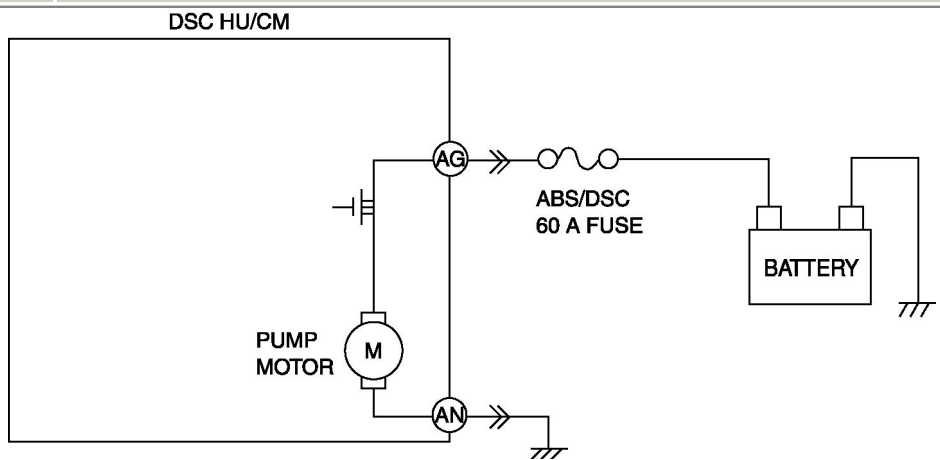 DSC HU/CM
AG
ABS/DSC
60 A FUSE
BATTERY
PUMP
MOTOR
M
AN